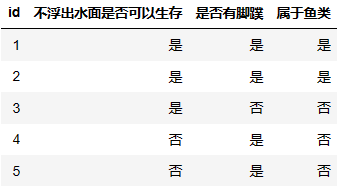 id 不浮出水面是否可以生存 是否有脚蹼 属于鱼类
1 是 是 是
2 是 是 是
3 是 否 否
4 否 是 否
5 否 是 否